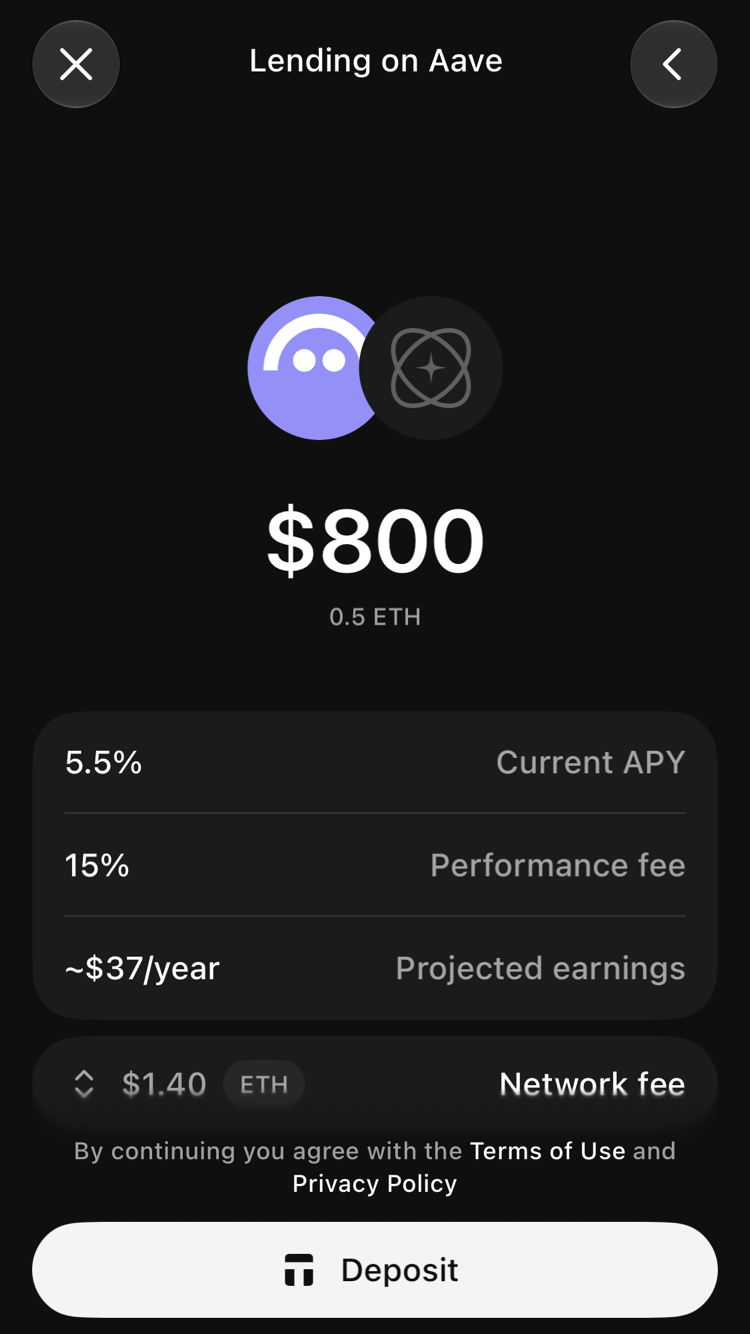 Lending on Aave
$800
0.5 ETH
5.5% Current APY
15% Performance fee
~$37/year Projected earnings
$1.40 ETH Network fee
By continuing you agree with the Terms of Use and
Privacy Policy
Deposit